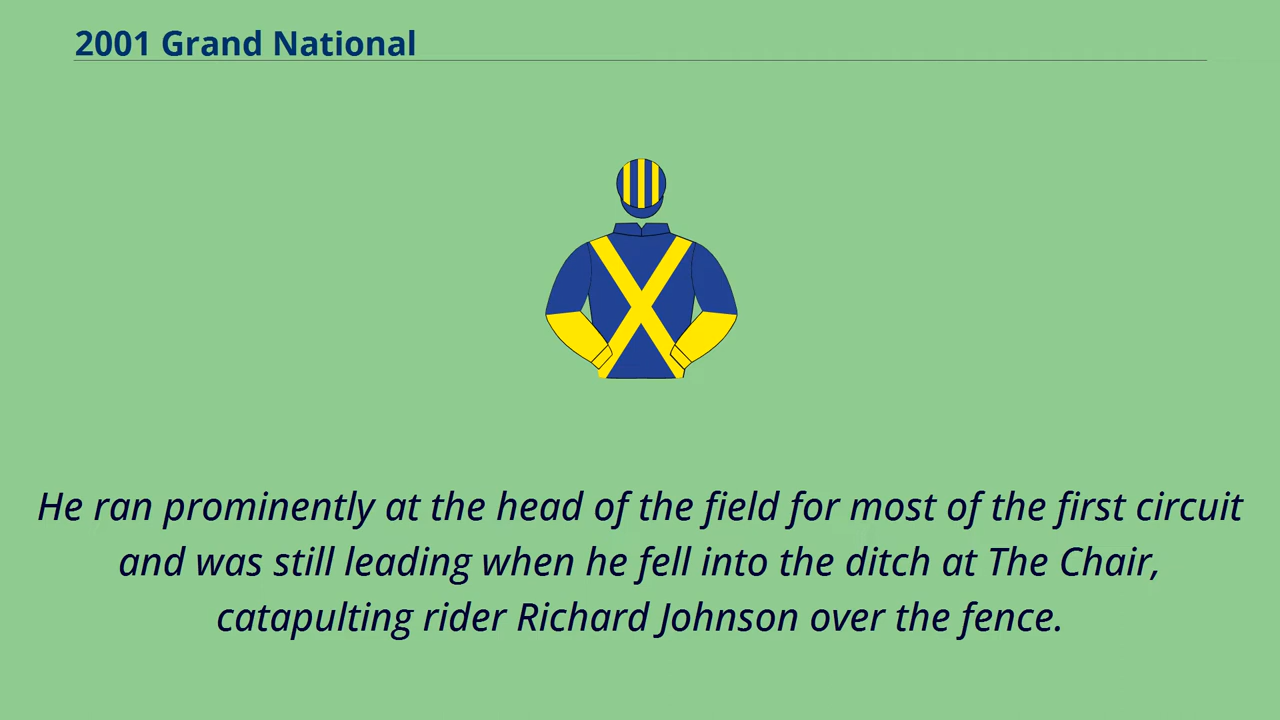 2001 Grand National
He ran prominently at the head of the field for most of the first circuit
and was still leading when he fell into the ditch at The Chair,
catapulting rider Richard Johnson over the fence.